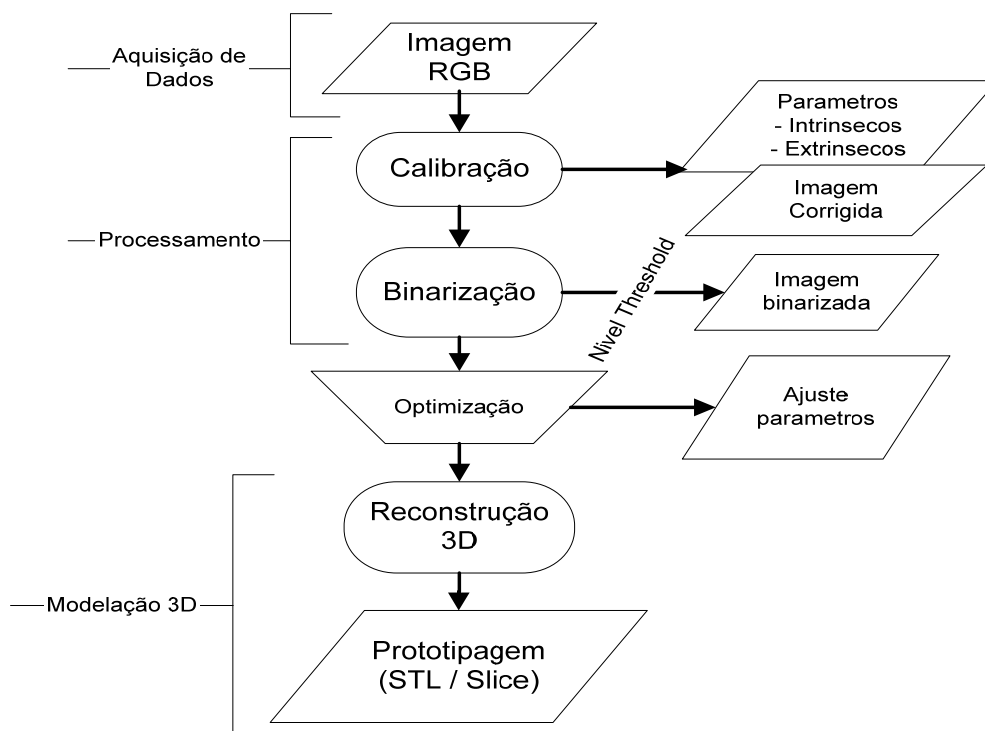 Aquisição de
Dados
Imagem
RGB
Parametros
- Intrinsecos
- Extrinsecos
Calibração
Imagem
Corrigida
Processamento
Nivel Threshold
Binarização
Imagem
binarizada
Optimização
Ajuste
parametros
Reconstrução
3D
Modelação 3D
Prototipagem
(STL / Slice)